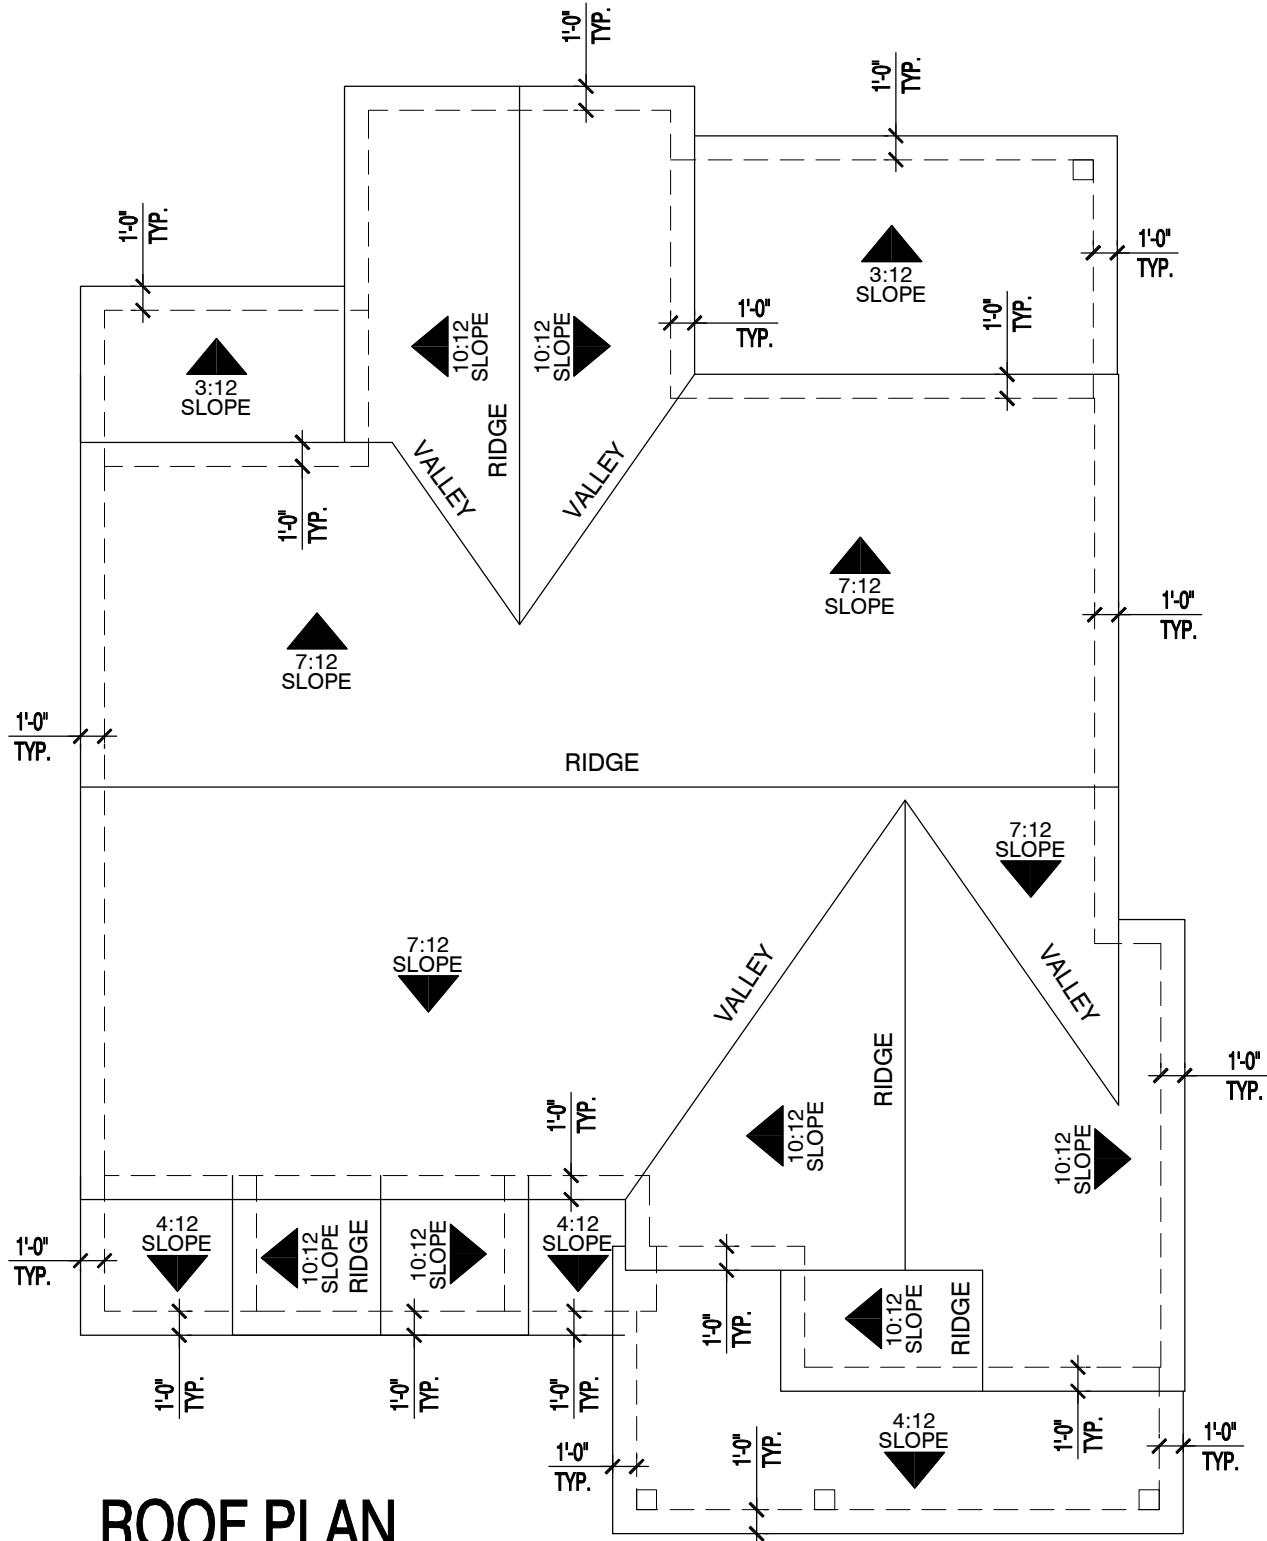 1'-0"
TYP.
1'-0"
TYP.
1'-0"
TYP.
1'-0"
TYP.
3:12
SLOPE
1'-0"
TYP.
1'-0"
TYP.
3:12
SLOPE
10:12
SLOPE
10:12
SLOPE
RIDGE
VALLEY
VALLEY
1'-0"
TYP.
1'-0"
TYP.
7:12
SLOPE
7:12
SLOPE
1'-0"
TYP.
1'-0"
TYP.
RIDGE
7:12
SLOPE
7:12
SLOPE
VALLEY
VALLEY
RIDGE
1'-0"
TYP.
1'-0"
TYP.
10:12
SLOPE
10:12
SLOPE
1'-0"
TYP.
4:12
SLOPE
10:12
SLOPE
RIDGE
10:12
SLOPE
4:12
SLOPE
1'-0"
TYP.
10:12
SLOPE
RIDGE
1'-0"
TYP.
1'-0"
TYP.
1'-0"
TYP.
1'-0"
TYP.
1'-0"
TYP.
4:12
SLOPE
1'-0"
TYP.
1'-0"
TYP.
1'-0"
TYP.
ROOF PLAN